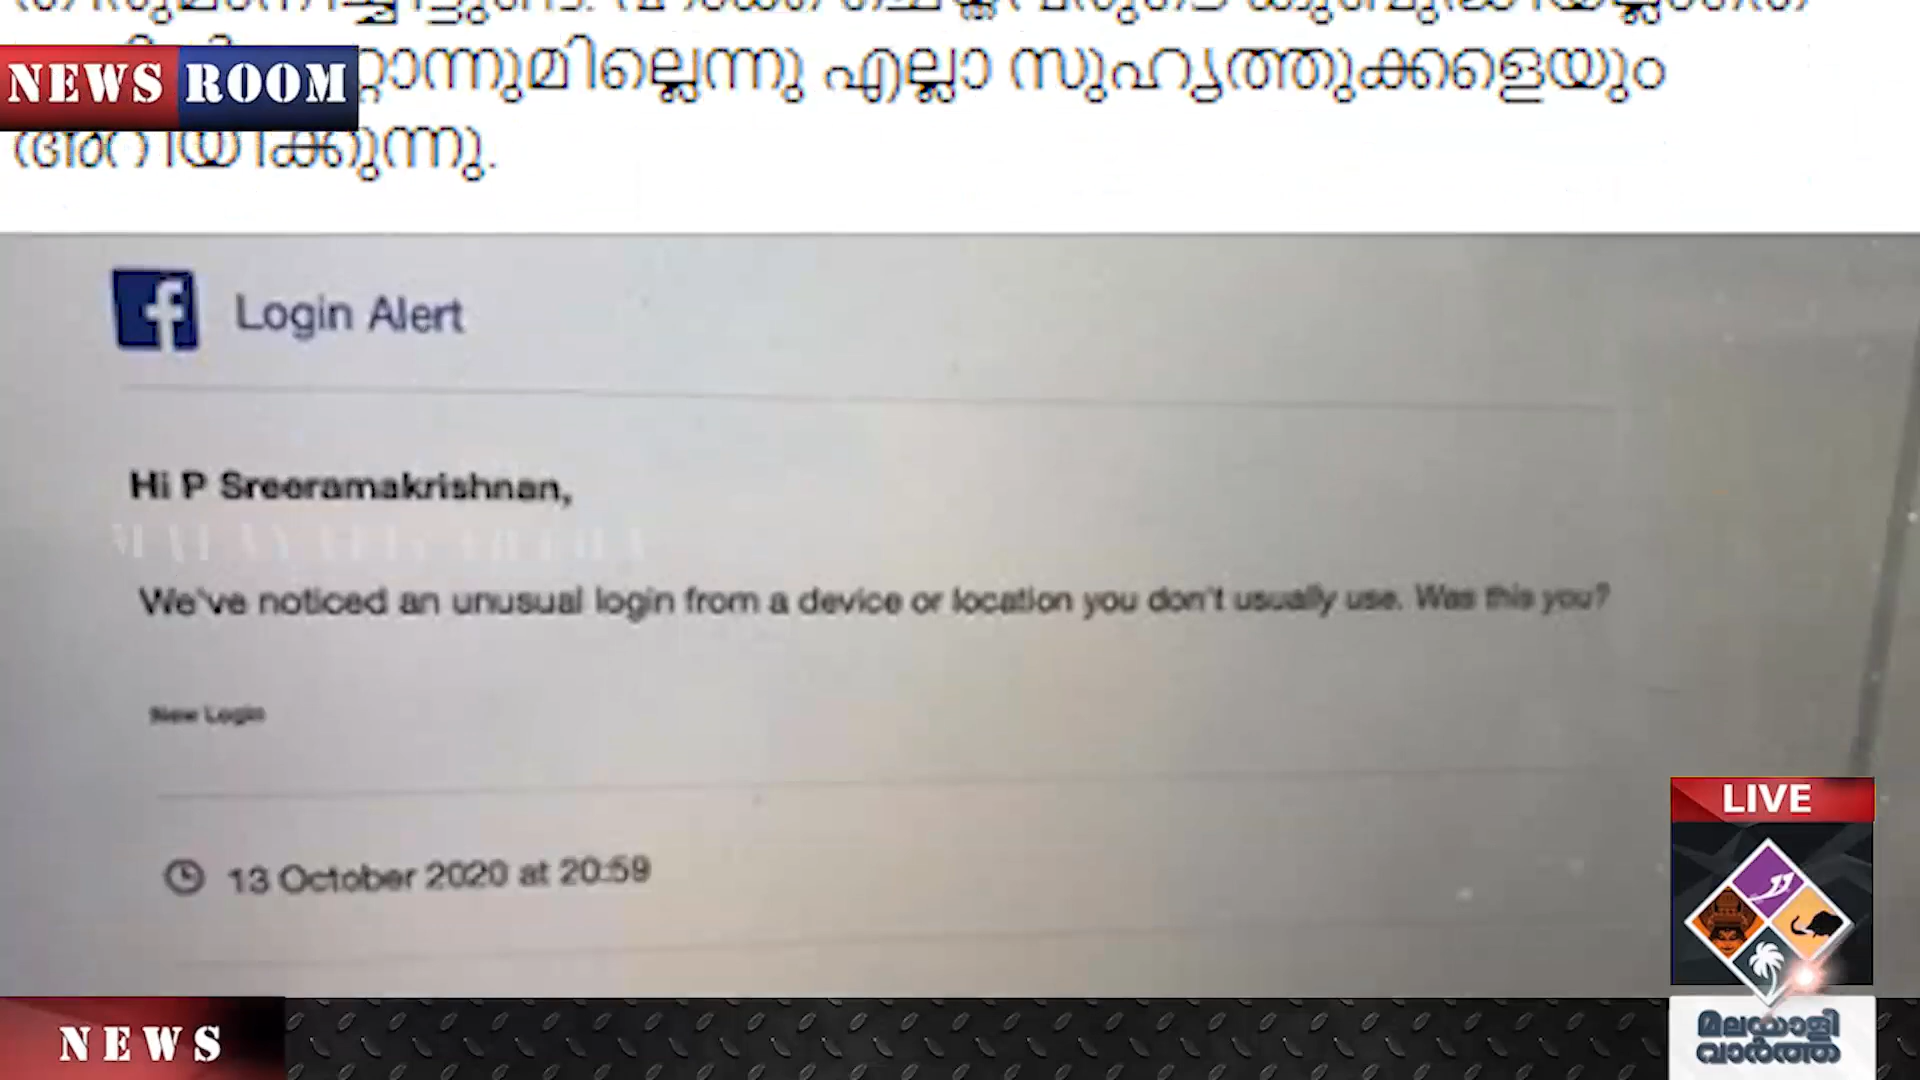 NEWS ROOM
എല്ലാ സുഹൃത്തുക്കളെയും
അറിയിക്കുന്നു.
Login Alert
Hi P Sreeramakrishnan,
MALAYALIVARTHA
We've noticed an unusual login from a device or location you don't usually use. Was this you?
New Login
13 October 2020 at 20:59
LIVE
NEWS
മലയാളി
വാർത്ത